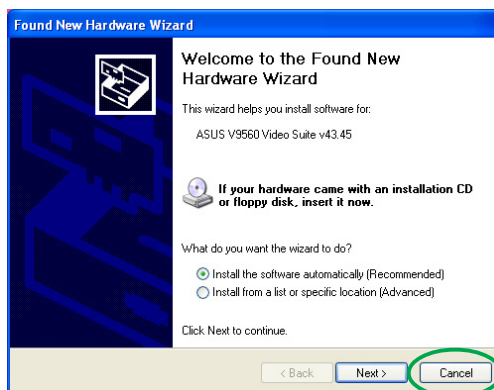 Found New Hardware Wizard
Welcome to the Found New
Hardware Wizard
This wizard helps you install software for:
ASUS V9560 Video Suite v43.45
If your hardware came with an installation CD
or floppy disk, insert it now.
What do you want the wizard to do?
Install the software automatically (Recommended)
Install from a list or specific location (Advanced)
Click Next to continue.
< Back Next > Cancel